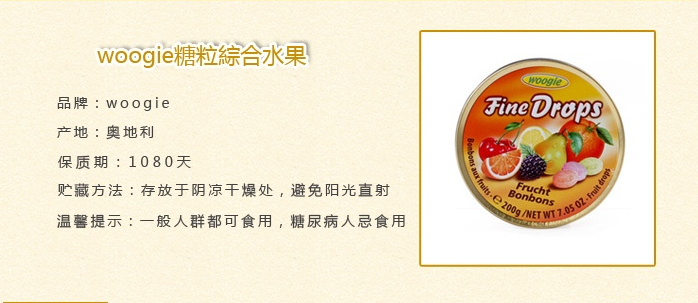 woogie糖粒綜合水果
品牌：woogie
产地：奥地利
保质期：1080天
贮藏方法：存放于阴凉干燥处，避免阳光直射
温馨提示：一般人群都可食用，糖尿病人忌食用
woogie
Fine Drops
Frucht
Bonbons
Bonbons aux fruits · ℮ 200g/NET WT 7.05 OZ · Fruit drops